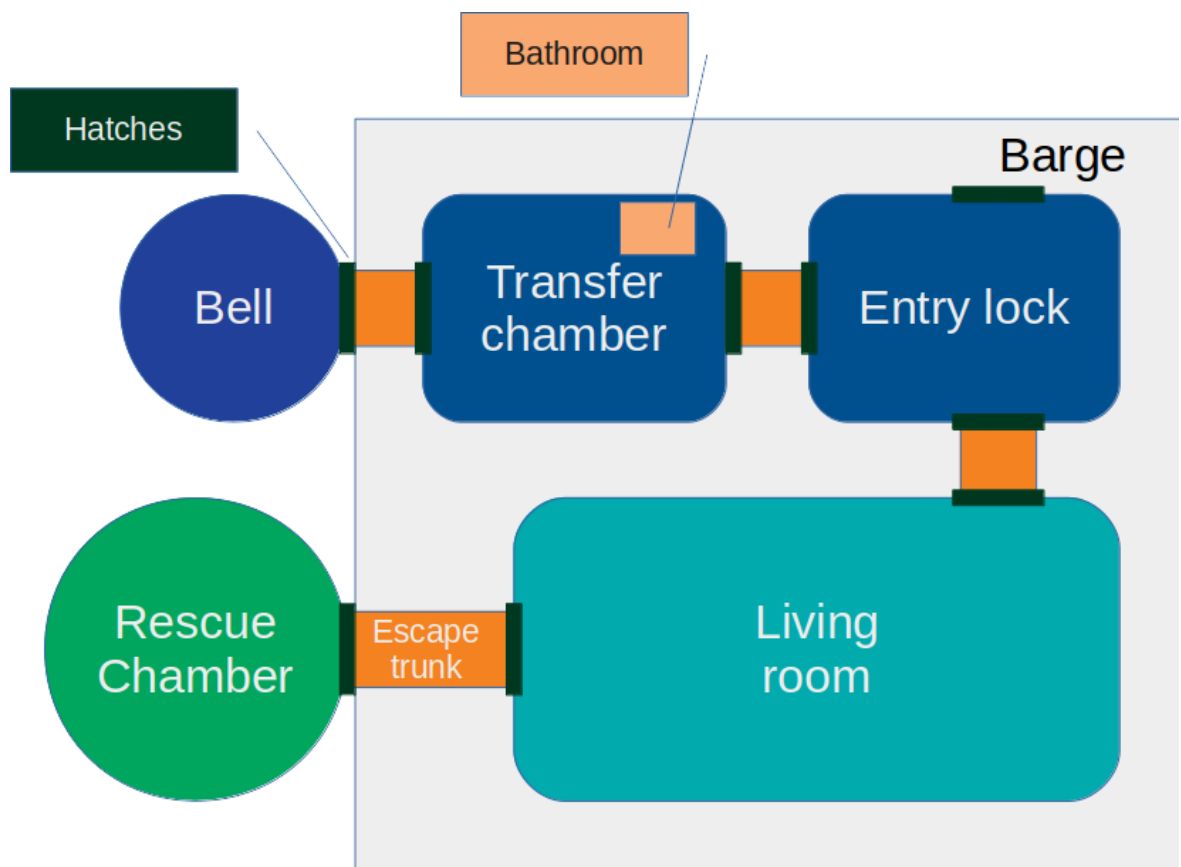 Bathroom
Hatches
Barge
Bell
Transfer
chamber
Entry lock
Rescue
Chamber
Escape
trunk
Living
room